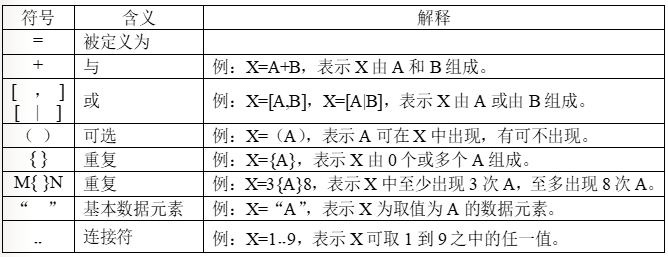 符号 含义 解释
= 被定义为
+ 与 例：X=A+B，表示 X 由 A 和 B 组成。
[ ， ]
[ | ] 或 例：X=[A,B]，X=[A|B]，表示 X 由 A 或由 B 组成。
（ ） 可选 例：X=（A），表示 A 可在 X 中出现，有可不出现。
{ } 重复 例：X={A}，表示 X 由 0 个或多个 A 组成。
M{ }N 重复 例：X=3{A}8，表示 X 中至少出现 3 次 A，至多出现 8 次 A。
“ ” 基本数据元素 例：X=“A”，表示 X 为取值为 A 的数据元素。
.. 连接符 例：X=1..9，表示 X 可取 1 到 9 之中的任一值。